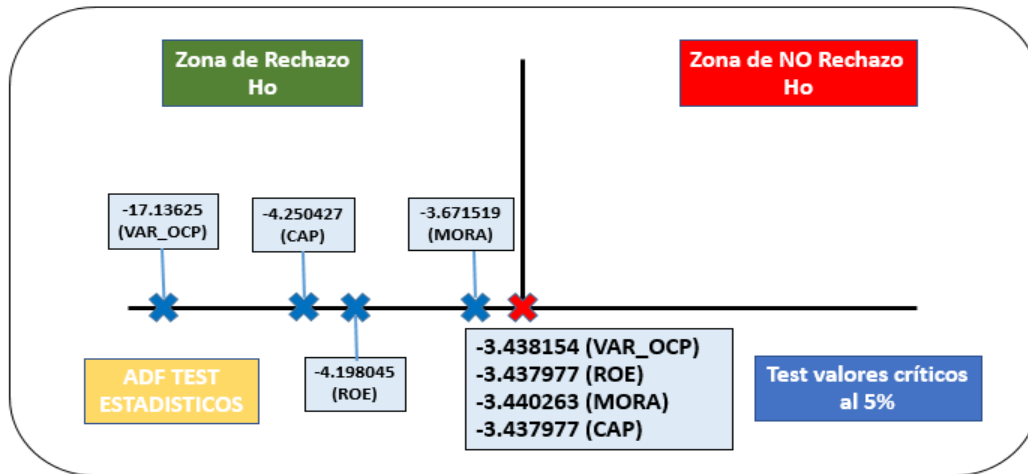 Zona de Rechazo
Ho
Zona de NO Rechazo
Ho
-17.13625
(VAR_OCP)
-4.250427
(CAP)
-3.671519
(MORA)
-4.198045
(ROE)
ADF TEST
ESTADISTICOS
-3.438154 (VAR_OCP)
-3.437977 (ROE)
-3.440263 (MORA)
-3.437977 (CAP)
Test valores críticos
al 5%